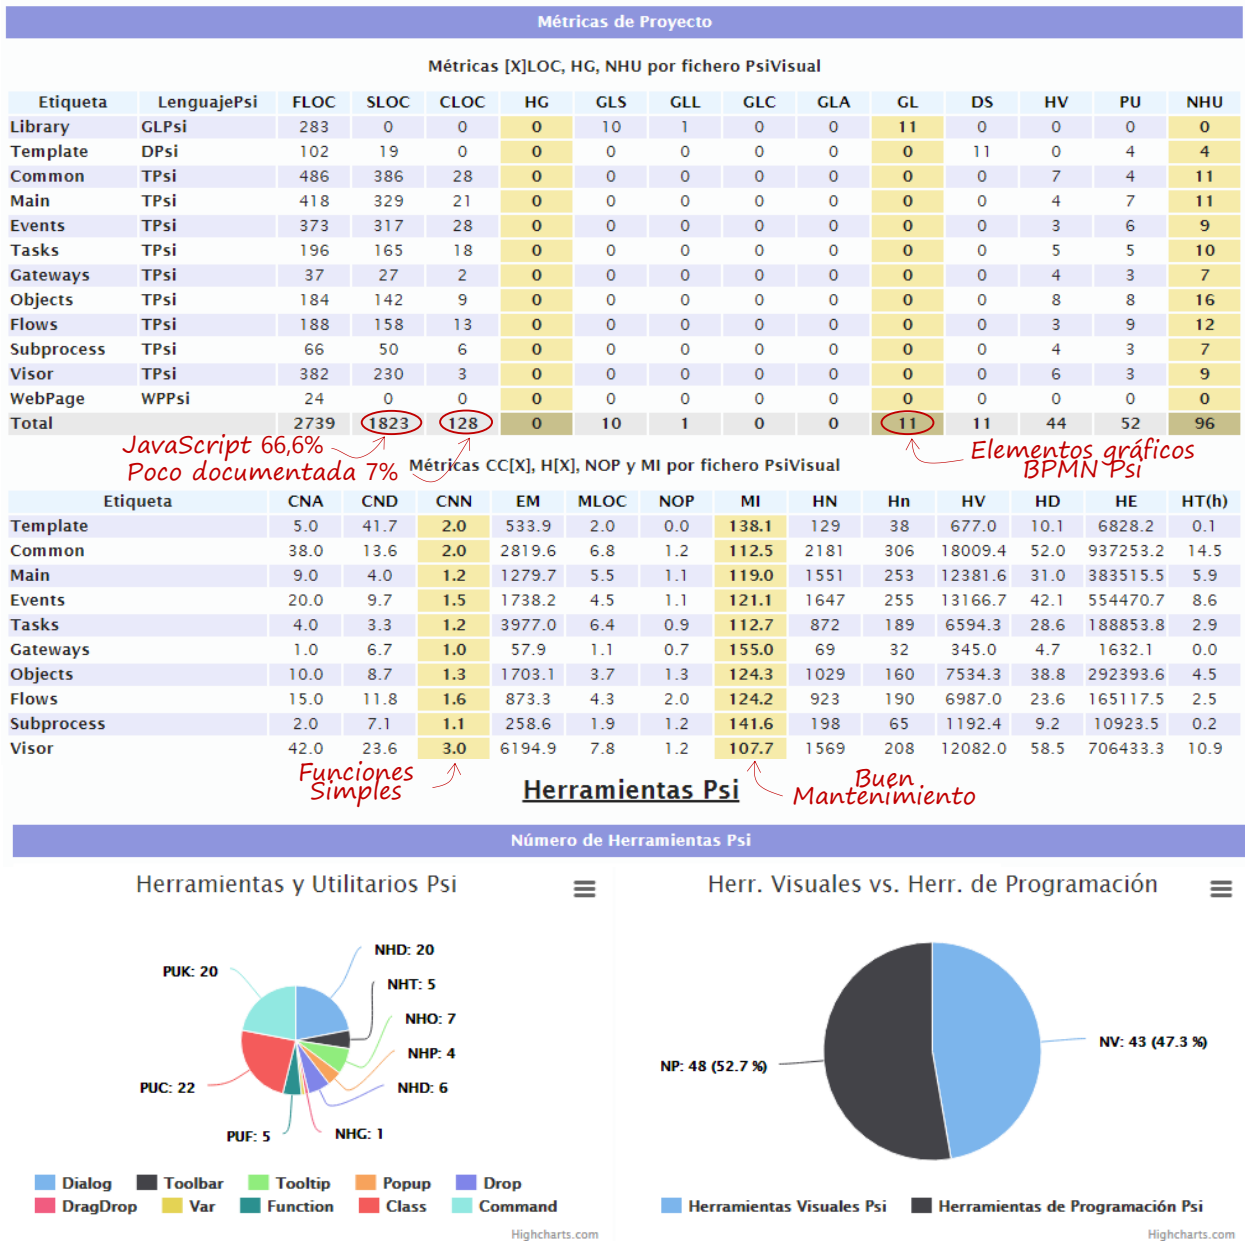 Métricas de Proyecto
Métricas [X]LOC, HG, NHU por fichero PsiVisual
Etiqueta LenguajePsi FLOC SLOC CLOC HG GLS GLL GLC GLA GL DS HV PU NHU
Library GLPsi 283 0 0 0 10 1 0 0 11 0 0 0 0
Template DPsi 102 19 0 0 0 0 0 0 0 11 0 4 4
Common TPsi 486 386 28 0 0 0 0 0 0 0 7 4 11
Main TPsi 418 329 21 0 0 0 0 0 0 0 4 7 11
Events TPsi 373 317 28 0 0 0 0 0 0 0 3 6 9
Tasks TPsi 196 165 18 0 0 0 0 0 0 0 5 5 10
Gateways TPsi 37 27 2 0 0 0 0 0 0 0 4 3 7
Objects TPsi 184 142 9 0 0 0 0 0 0 0 8 8 16
Flows TPsi 188 158 13 0 0 0 0 0 0 0 3 9 12
Subprocess TPsi 66 50 6 0 0 0 0 0 0 0 4 3 7
Visor TPsi 382 230 3 0 0 0 0 0 0 0 6 3 9
WebPage WPPsi 24 0 0 0 0 0 0 0 0 0 0 0 0
Total 2739 1823 128 0 10 1 0 0 11 11 44 52 96
JavaScript 66,6%
Poco documentada 7%
Elementos gráficos
BPMN Psi
Métricas CC[X], H[X], NOP y MI por fichero PsiVisual
Etiqueta CNA CND CNN EM MLOC NOP MI HN Hn HV HD HE HT(h)
Template 5.0 41.7 2.0 533.9 2.0 0.0 138.1 129 38 677.0 10.1 6828.2 0.1
Common 38.0 13.6 2.0 2819.6 6.8 1.2 112.5 2181 306 18009.4 52.0 937253.2 14.5
Main 9.0 4.0 1.2 1279.7 5.5 1.1 119.0 1551 253 12381.6 31.0 383515.5 5.9
Events 20.0 9.7 1.5 1738.2 4.5 1.1 121.1 1647 255 13166.7 42.1 554470.7 8.6
Tasks 4.0 3.3 1.2 3977.0 6.4 0.9 112.7 872 189 6594.3 28.6 188853.8 2.9
Gateways 1.0 6.7 1.0 57.9 1.1 0.7 155.0 69 32 345.0 4.7 1632.1 0.0
Objects 10.0 8.7 1.3 1703.1 3.7 1.3 124.3 1029 160 7534.3 38.8 292393.6 4.5
Flows 15.0 11.8 1.6 873.3 4.3 2.0 124.2 923 190 6987.0 23.6 165117.5 2.5
Subprocess 2.0 7.1 1.1 258.6 1.9 1.2 141.6 198 65 1192.4 9.2 10923.5 0.2
Visor 42.0 23.6 3.0 6194.9 7.8 1.2 107.7 1569 208 12082.0 58.5 706433.3 10.9
Funciones
Simples
Buen
Mantenimiento
Herramientas Psi
Número de Herramientas Psi
Herramientas y Utilitarios Psi
NHD: 20
PUK: 20
NHT: 5
NHO: 7
NHP: 4
NHD: 6
PUC: 22
PUF: 5
NHG: 1
Dialog Toolbar Tooltip Popup Drop
DragDrop Var Function Class Command
Highcharts.com
Herr. Visuales vs. Herr. de Programación
NV: 43 (47.3 %)
NP: 48 (52.7 %)
Herramientas Visuales Psi Herramientas de Programación Psi
Highcharts.com